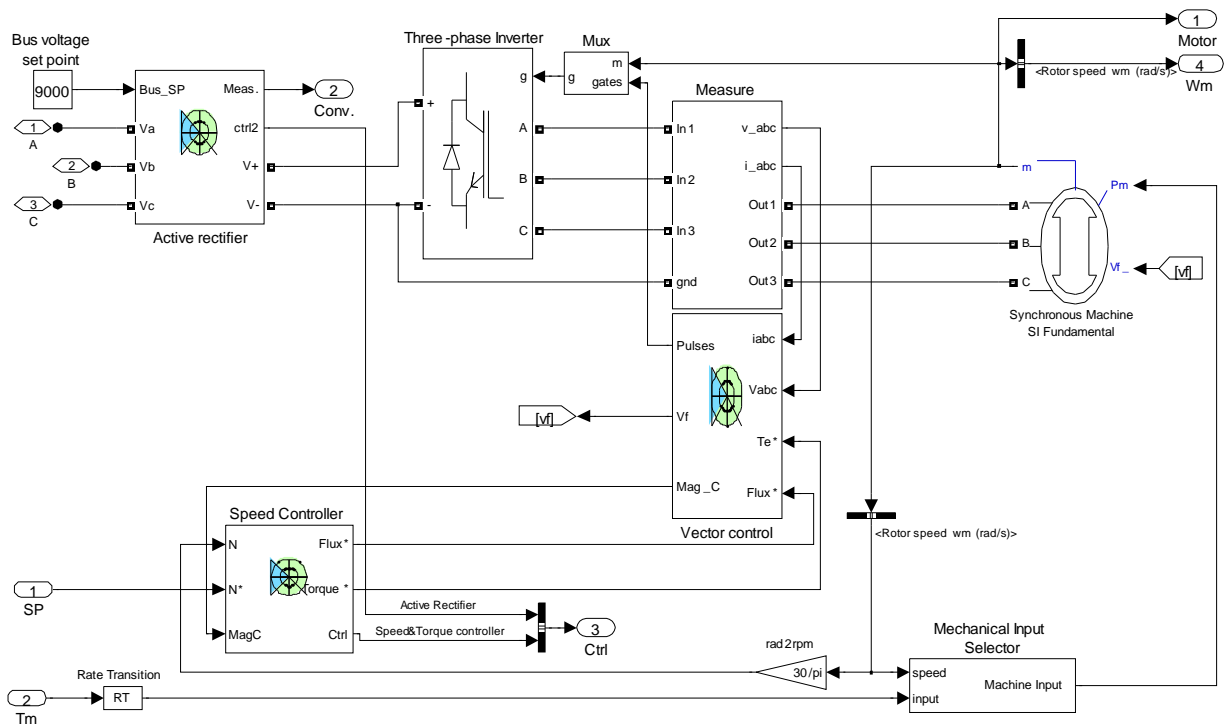 Bus voltage
set point
9000
Bus_SP
Meas.
2
Conv.
1
A
Va
ctrl2
2
B
Vb
V+
3
C
Vc
V-
Active rectifier
Three -phase Inverter
+
-
g
A
B
C
Mux
m
g
gates
Measure
In1
In2
In3
gnd
v_abc
i_abc
Out1
Out2
Out3
1
Motor
<Rotor speed wm (rad/s)>
4
Wm
m
A
B
C
Pm
Vf_
[vf]
Synchronous Machine
SI Fundamental
Pulses
Vf
Mag_C
iabc
Vabc
Te*
Flux*
Vector control
[vf]
<Rotor speed wm (rad/s)>
Speed Controller
N
N*
MagC
Flux*
Torque *
Ctrl
1
SP
Active Rectifier
Speed&Torque controller
3
Ctrl
rad2rpm
30/pi
Mechanical Input
Selector
speed
input
Machine Input
Rate Transition
RT
2
Tm